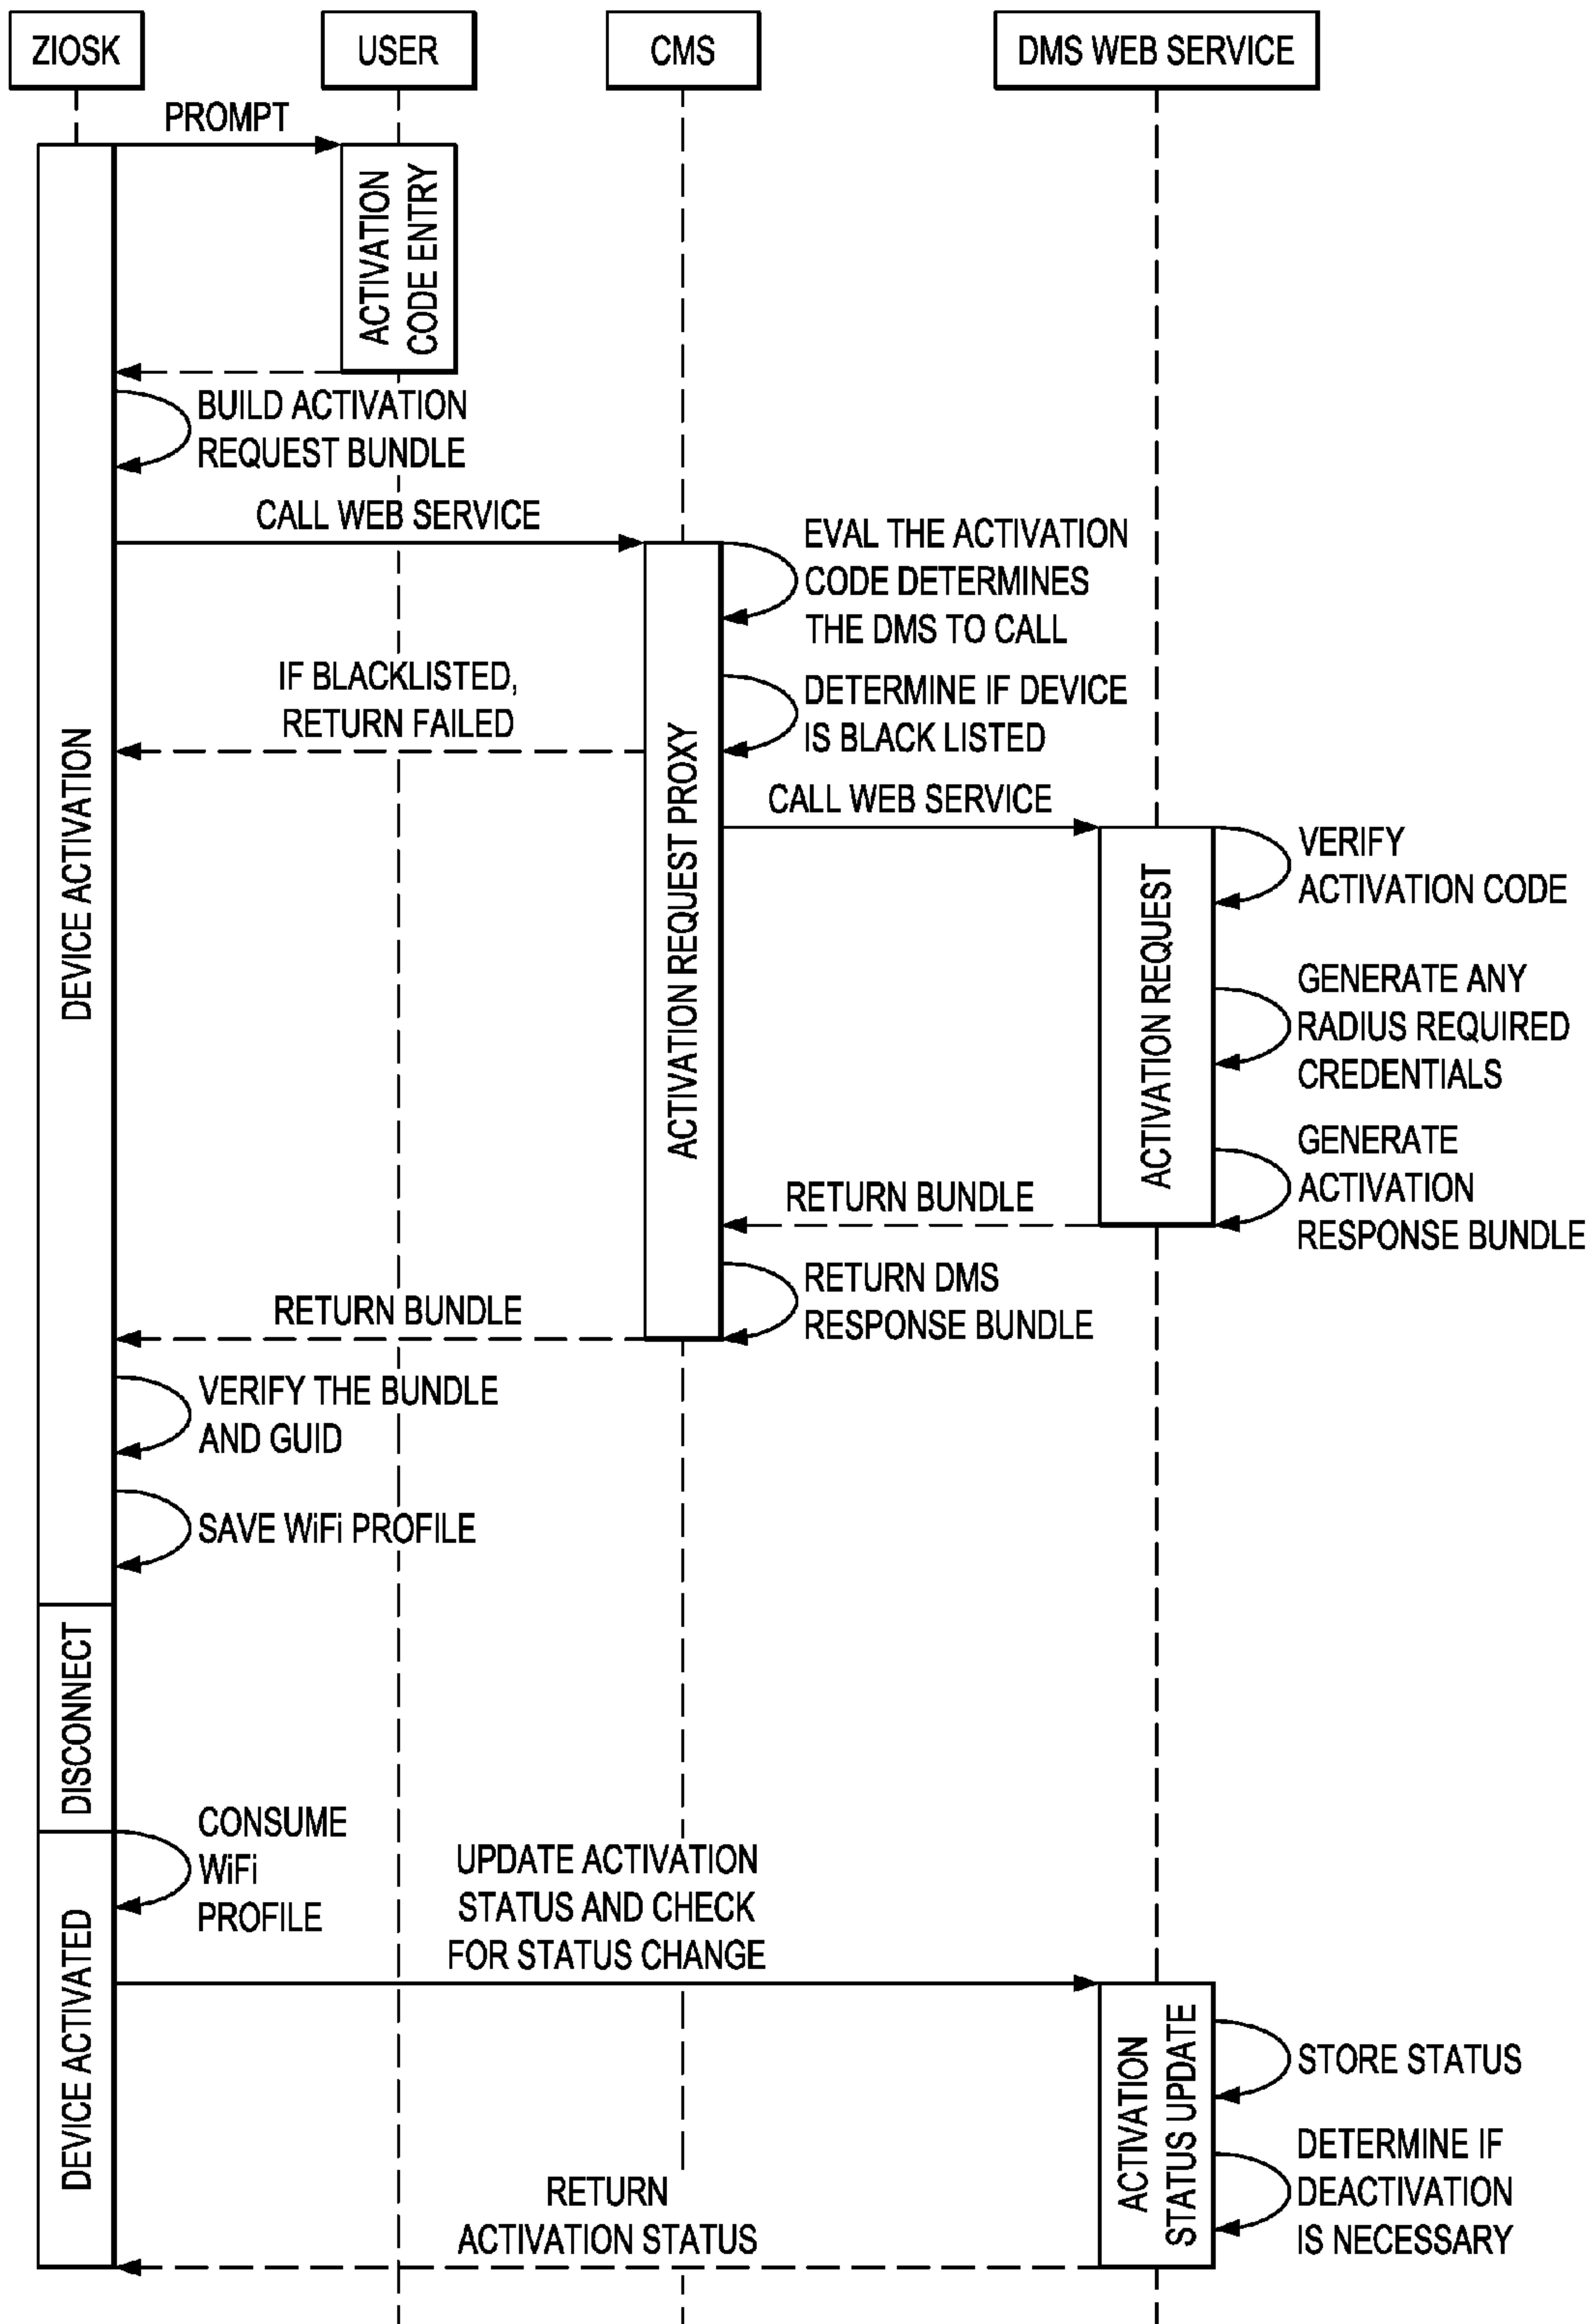 ZIOSK
USER
CMS
DMS WEB SERVICE
PROMPT
ACTIVATION
CODE ENTRY
BUILD ACTIVATION
REQUEST BUNDLE
CALL WEB SERVICE
EVAL THE ACTIVATION
CODE DETERMINES
THE DMS TO CALL
IF BLACKLISTED,
RETURN FAILED
DETERMINE IF DEVICE
IS BLACK LISTED
DEVICE ACTIVATION
ACTIVATION REQUEST PROXY
CALL WEB SERVICE
ACTIVATION REQUEST
VERIFY
ACTIVATION CODE
GENERATE ANY
RADIUS REQUIRED
CREDENTIALS
GENERATE
ACTIVATION
RESPONSE BUNDLE
RETURN BUNDLE
RETURN DMS
RESPONSE BUNDLE
RETURN BUNDLE
VERIFY THE BUNDLE
AND GUID
SAVE WiFi PROFILE
DISCONNECT
CONSUME
WiFi
PROFILE
UPDATE ACTIVATION
STATUS AND CHECK
FOR STATUS CHANGE
DEVICE ACTIVATED
ACTIVATION
STATUS UPDATE
STORE STATUS
DETERMINE IF
DEACTIVATION
IS NECESSARY
RETURN
ACTIVATION STATUS